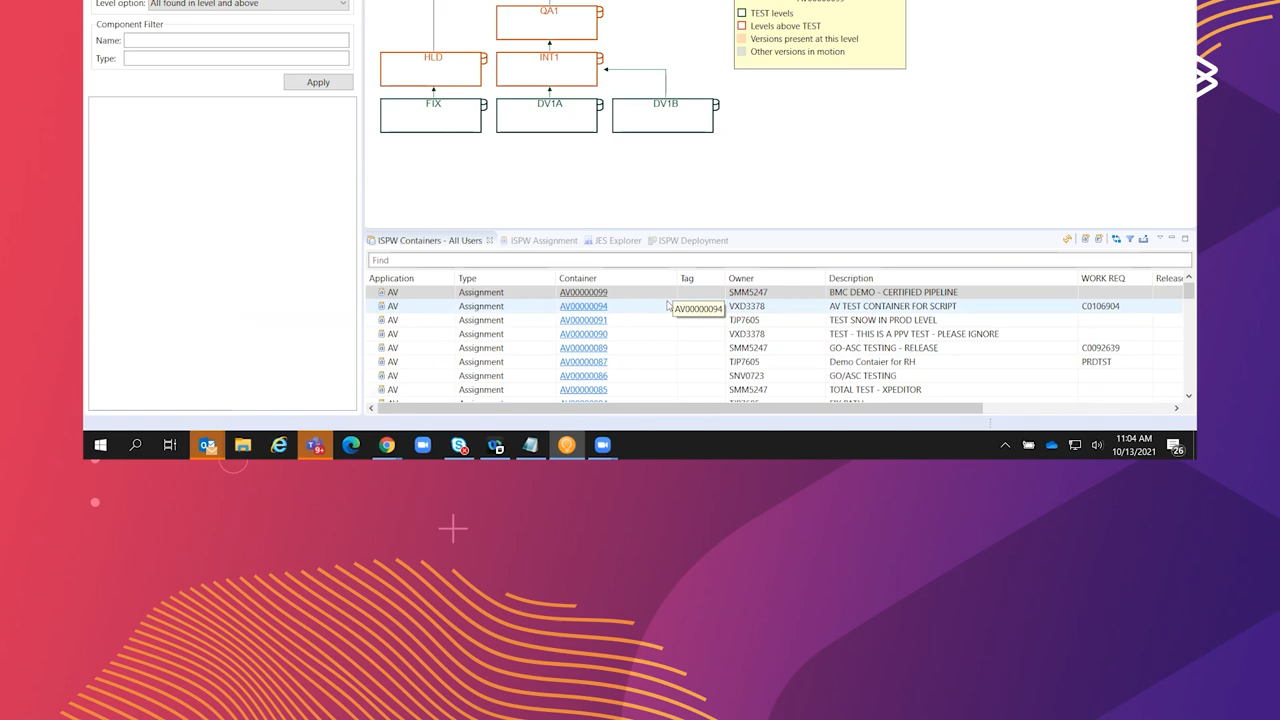 Level option: All found in level and above
Component Filter
Name:
Type:
Apply
QA1
HLD
INT1
FIX
DV1A
DV1B
TEST levels
Levels above TEST
Versions present at this level
Other versions in motion
ISPW Containers - All Users
ISPW Assignment
JES Explorer
ISPW Deployment
Find
Application Type Container Tag Owner Description WORK REQ Release
AV Assignment AV00000099 SMM5247 BMC DEMO - CERTIFIED PIPELINE
AV Assignment AV00000094 VXD3378 AV TEST CONTAINER FOR SCRIPT C0106904
AV00000094
AV Assignment AV00000091 TJP7605 TEST SNOW IN PROD LEVEL
AV Assignment AV00000090 VXD3378 TEST - THIS IS A PPV TEST - PLEASE IGNORE
AV Assignment AV00000089 SMM5247 GO-ASC TESTING - RELEASE C0092639
AV Assignment AV00000087 TJP7605 Demo Contaier for RH PRDTST
AV Assignment AV00000086 SNV0723 GO/ASC TESTING
AV Assignment AV00000085 SMM5247 TOTAL TEST - XPEDITOR
9+
11:04 AM
10/13/2021
26